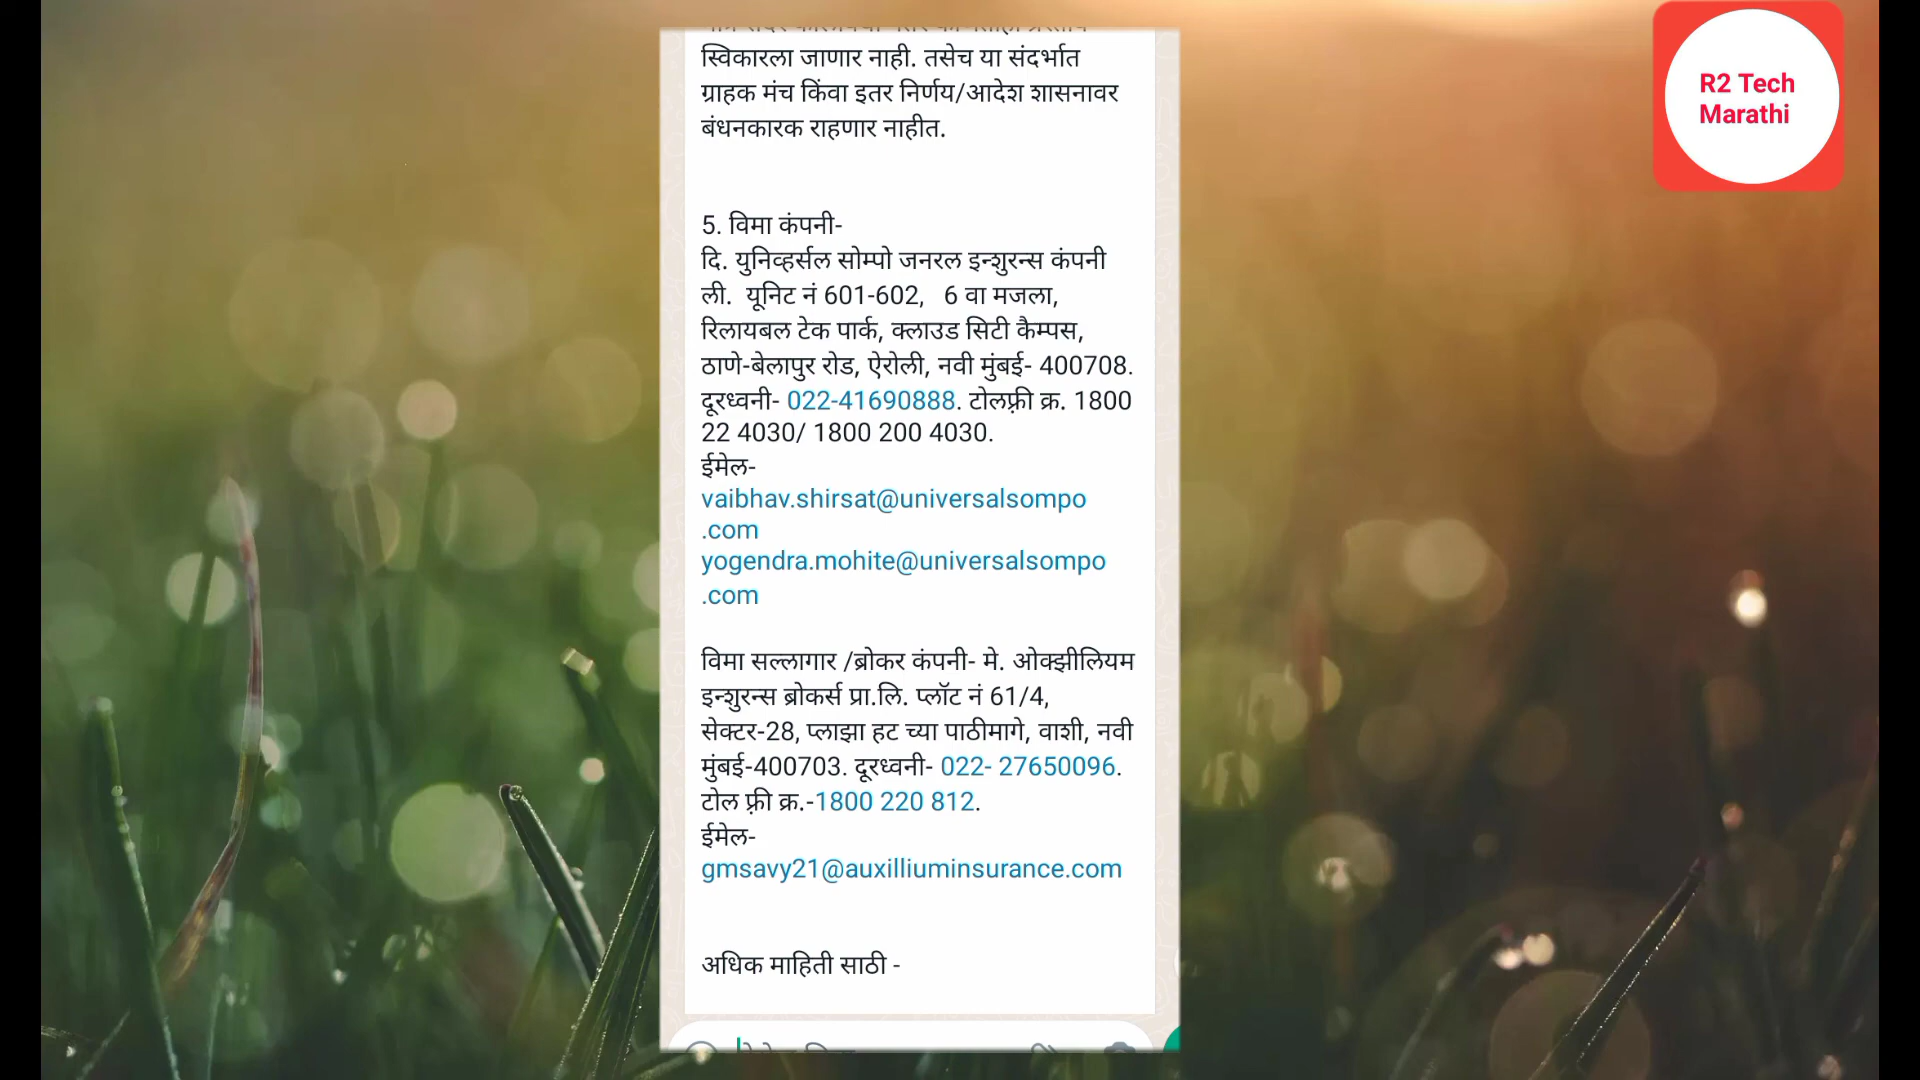 स्विकारला जाणार नाही. तसेच या संदर्भात
ग्राहक मंच किंवा इतर निर्णय/आदेश शासनावर
बंधनकारक राहणार नाहीत.
5. विमा कंपनी-
दि. युनिव्हर्सल सोम्पो जनरल इन्शुरन्स कंपनी
ली. यूनिट नं 601-602, 6 वा मजला,
रिलायबल टेक पार्क, क्लाउड सिटी कैम्पस,
ठाणे-बेलापुर रोड, ऐरोली, नवी मुंबई- 400708.
दूरध्वनी- 022-41690888. टोलफ़्री क्र. 1800
22 4030/ 1800 200 4030.
ईमेल-
vaibhav.shirsat@universalsompo
.com
yogendra.mohite@universalsompo
.com
विमा सल्लागार /ब्रोकर कंपनी- मे. ओक्झीलियम
इन्शुरन्स ब्रोकर्स प्रा.लि. प्लॉट नं 61/4,
सेक्टर-28, प्लाझा हट च्या पाठीमागे, वाशी, नवी
मुंबई-400703. दूरध्वनी- 022- 27650096.
टोल फ़्री क्र.-1800 220 812.
ईमेल-
gmsavy21@auxilliuminsurance.com
अधिक माहिती साठी -
R2 Tech
Marathi